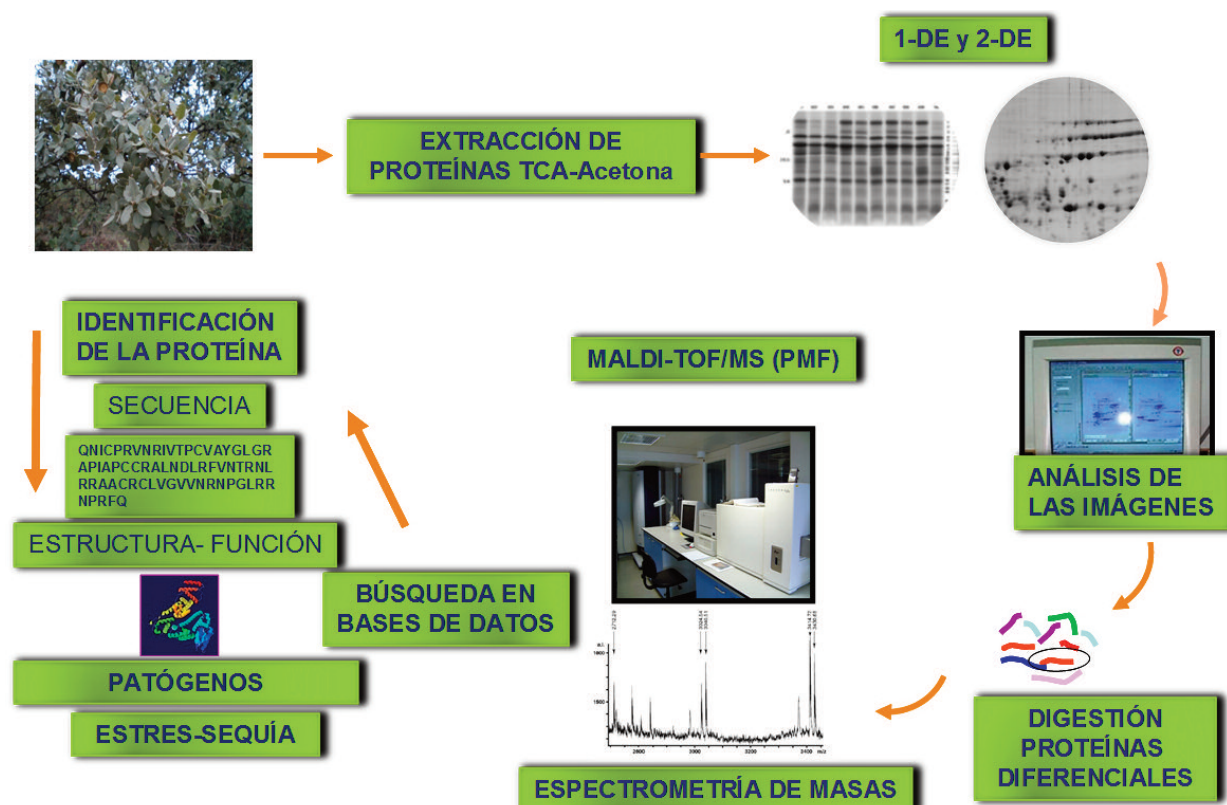 1-DE y 2-DE
EXTRACCIÓN DE
PROTEÍNAS TCA-Acetona
ANÁLISIS DE
LAS IMÁGENES
DIGESTIÓN
PROTEÍNAS
DIFERENCIALES
MALDI-TOF/MS (PMF)
ESPECTROMETRÍA DE MASAS
BÚSQUEDA EN
BASES DE DATOS
IDENTIFICACIÓN
DE LA PROTEÍNA
SECUENCIA
QNICPRVNRIVTPCVAYGLGR
APIAPCCRALNDLRFVNTRNL
RRAACRCLVGVVNRNPGLRR
NPRFQ
ESTRUCTURA- FUNCIÓN
PATÓGENOS
ESTRES-SEQUÍA